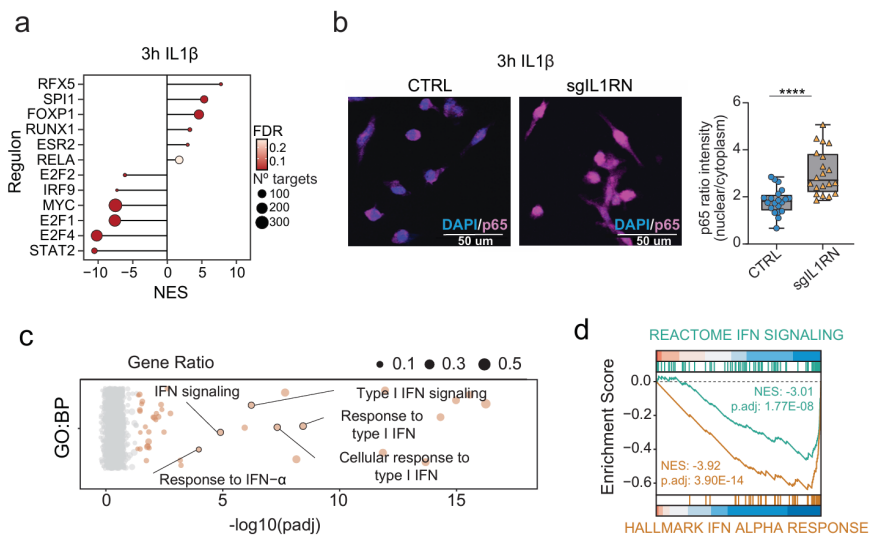 a
3h IL1β
Regulon
RFX5
SPI1
FOXP1
RUNX1
ESR2
RELA
E2F2
IRF9
MYC
E2F1
E2F4
STAT2
−10 −5 0 5 10
NES
FDR
0.2
0.1
Nº targets
100
200
300
b
3h IL1β
CTRL
sgIL1RN
DAPI/p65
50 um
DAPI/p65
50 um
p65 ratio intensity
(nuclear/cytoplasm)
****
6
4
2
0
CTRL
sgIL1RN
c
Gene Ratio
0.1 0.3 0.5
GO:BP
IFN signaling
Type I IFN signaling
Response to
type I IFN
Cellular response to
type I IFN
Response to IFN−α
0 5 10 15
-log10(padj)
d
REACTOME IFN SIGNALING
Enrichment Score
0.0
−0.2
−0.4
−0.6
NES: -3.01
p.adj: 1.77E-08
NES: -3.92
p.adj: 3.90E-14
HALLMARK IFN ALPHA RESPONSE